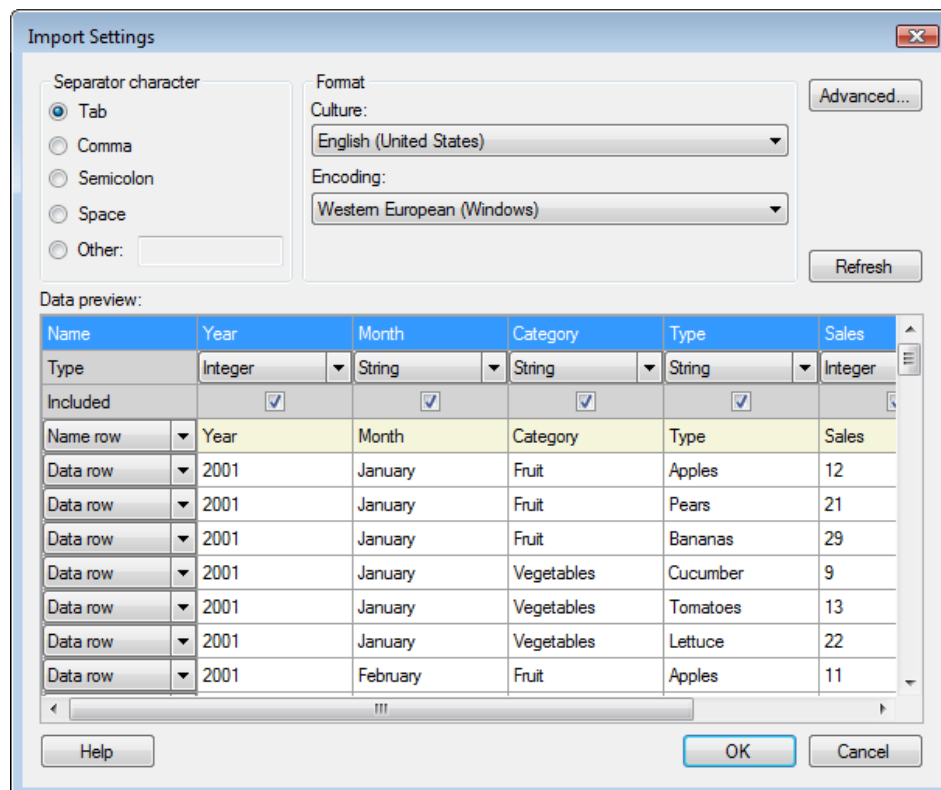 Import Settings
Separator character
Tab
Comma
Semicolon
Space
Other:
Format
Culture:
English (United States)
Encoding:
Western European (Windows)
Advanced...
Refresh
Data preview:
Name Year Month Category Type Sales
Type Integer String String String Integer
Included
Name row Year Month Category Type Sales
Data row 2001 January Fruit Apples 12
Data row 2001 January Fruit Pears 21
Data row 2001 January Fruit Bananas 29
Data row 2001 January Vegetables Cucumber 9
Data row 2001 January Vegetables Tomatoes 13
Data row 2001 January Vegetables Lettuce 22
Data row 2001 February Fruit Apples 11
Help OK Cancel